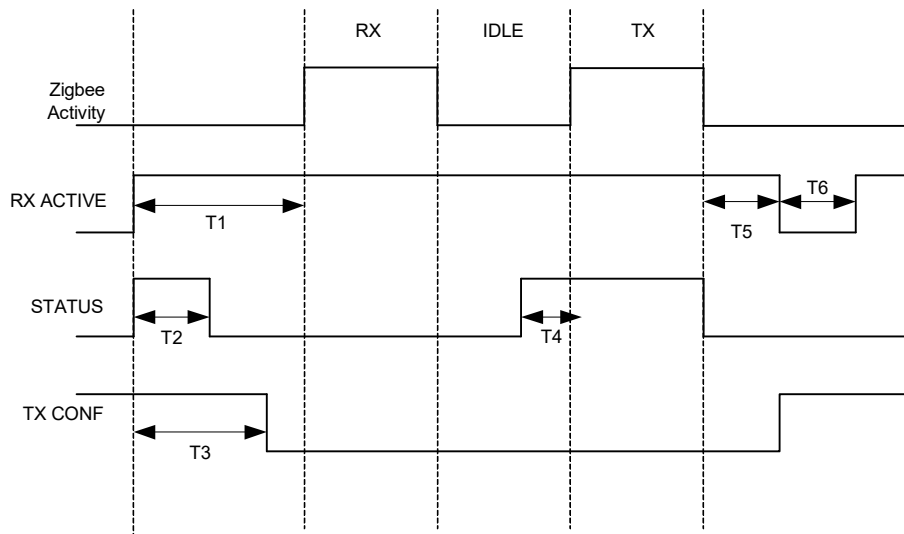 RX
IDLE
TX
Zigbee
Activity
RX ACTIVE
T1
T5
T6
STATUS
T2
T4
TX CONF
T3